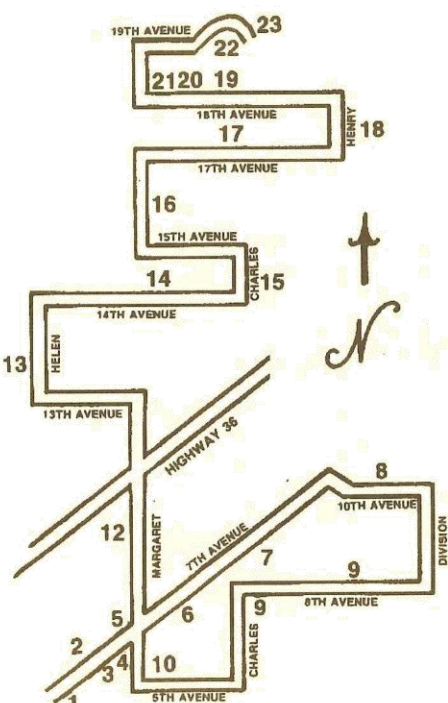 23
19TH AVENUE
22
21 20 19
18TH AVENUE
17
HENRY
18
17TH AVENUE
16
15TH AVENUE
14
CHARLES
15
14TH AVENUE
N
13
HELEN
13TH AVENUE
HIGHWAY 36
12
MARGARET
7TH AVENUE
8
10TH AVENUE
7
9
DIVISION
8TH AVENUE
5
6
9
CHARLES
2
4
3
10
5TH AVENUE
1